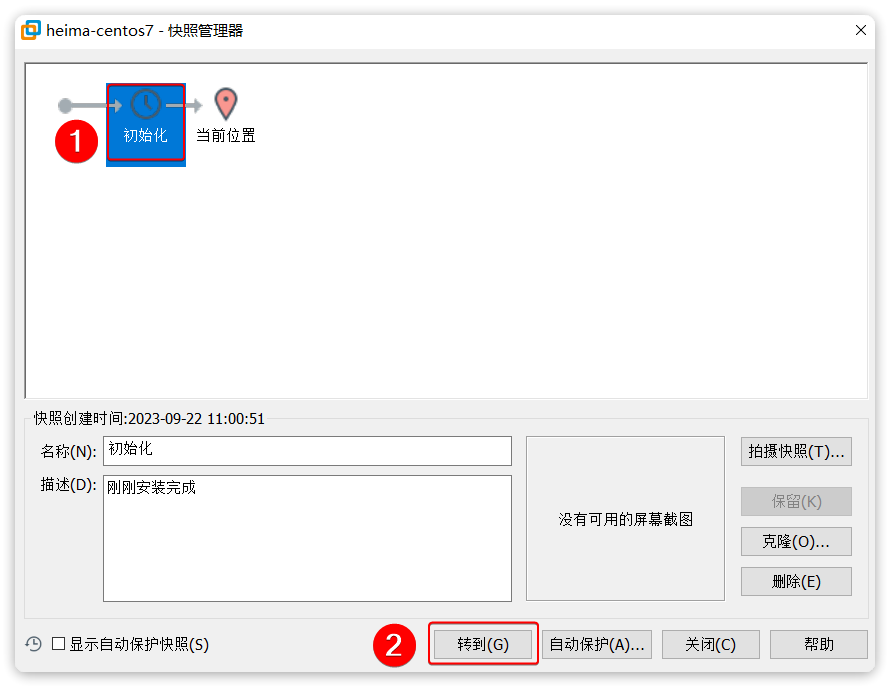 heima-centos7 - 快照管理器
1
初始化
当前位置
快照创建时间:2023-09-22 11:00:51
名称(N):
初始化
描述(D):
刚刚安装完成
没有可用的屏幕截图
拍摄快照(T)...
保留(K)
克隆(O)...
删除(E)
显示自动保护快照(S)
2
转到(G)
自动保护(A)...
关闭(C)
帮助